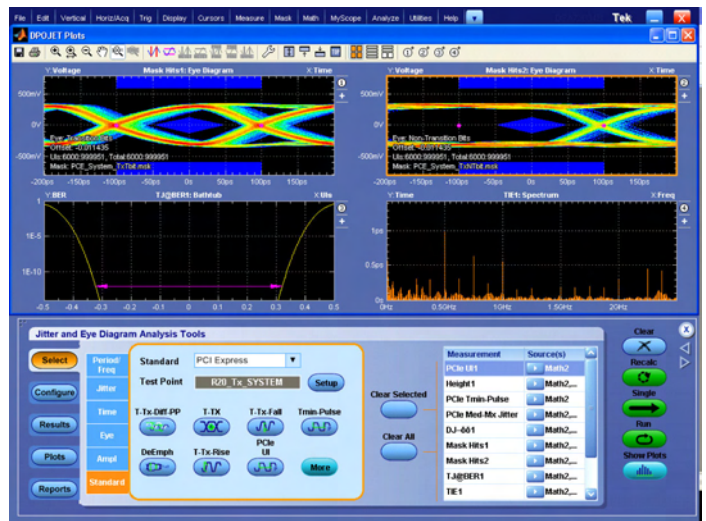 File Edit Vertical Horiz/Acq Trig Display Cursors Measure Mask Math MyScope Analyze Utilities Help Tek
DPOJET Plots
Y:Voltage Mask Hits1: Eye Diagram X:Time
500mV
0V
-500mV
Offset: -0.011435
UIs:6000:999951, Total:6000:999951
Mask: PCE_System_TxTbit.msk
-200ps -150ps -100ps -50ps 0s 50ps 100ps 150ps
Y:Voltage Mask Hits2: Eye Diagram X:Time
500mV
0V
-500mV
Eye: Non-Transition Bits
Offset: -0.011435
UIs:6000:999951, Total:6000:999951
Mask: PCE_System_TxNTbit.msk
-200ps -150ps -100ps -50ps 0s 50ps 100ps 150ps
Y:BER TJ@BER1: Bathtub X:UIs
1
1E-5
1E-10
-0.5 -0.4 -0.3 -0.2 -0.1 0 0.1 0.2 0.3 0.4 0.5
Y:Time TIE1: Spectrum X:Freq
1ps
0.5ps
0s
0Hz 0.5GHz 1GHz 1.5GHz 2GHz
Jitter and Eye Diagram Analysis Tools
Select
Configure
Results
Plots
Reports
Period/
Freq
Jitter
Time
Eye
Ampl
Standard
Standard PCI Express
Test Point R20_Tx_SYSTEM Setup
T-Tx-Diff-PP T-TX T-Tx-Fall Tmin-Pulse
DeEmph T-Tx-Rise PCIe
UI
More
Clear Selected
Clear All
Measurement Source(s)
PCIe UI1 Math2
Height1 Math2,...
PCIe Tmin-Pulse Math2
PCIe Med-Mx Jitter Math2,...
DJ-dd1 Math2,...
Mask Hits1 Math2,...
Mask Hits2 Math2,...
TJ@BER1 Math2,...
TIE1 Math2,...
Clear
Recalc
Single
Run
Show Plots